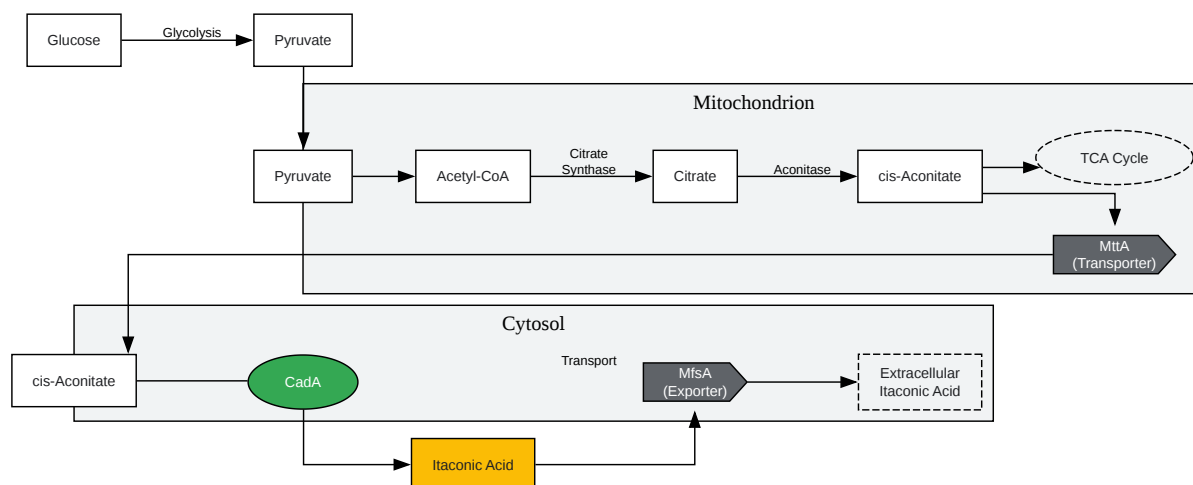 Glucose
Glycolysis
Pyruvate
Mitochondrion
Pyruvate
Acetyl-CoA
Citrate
Synthase
Citrate
Aconitase
cis-Aconitate
TCA Cycle
MttA
(Transporter)
Cytosol
cis-Aconitate
CadA
Transport
MfsA
(Exporter)
Extracellular
Itaconic Acid
Itaconic Acid